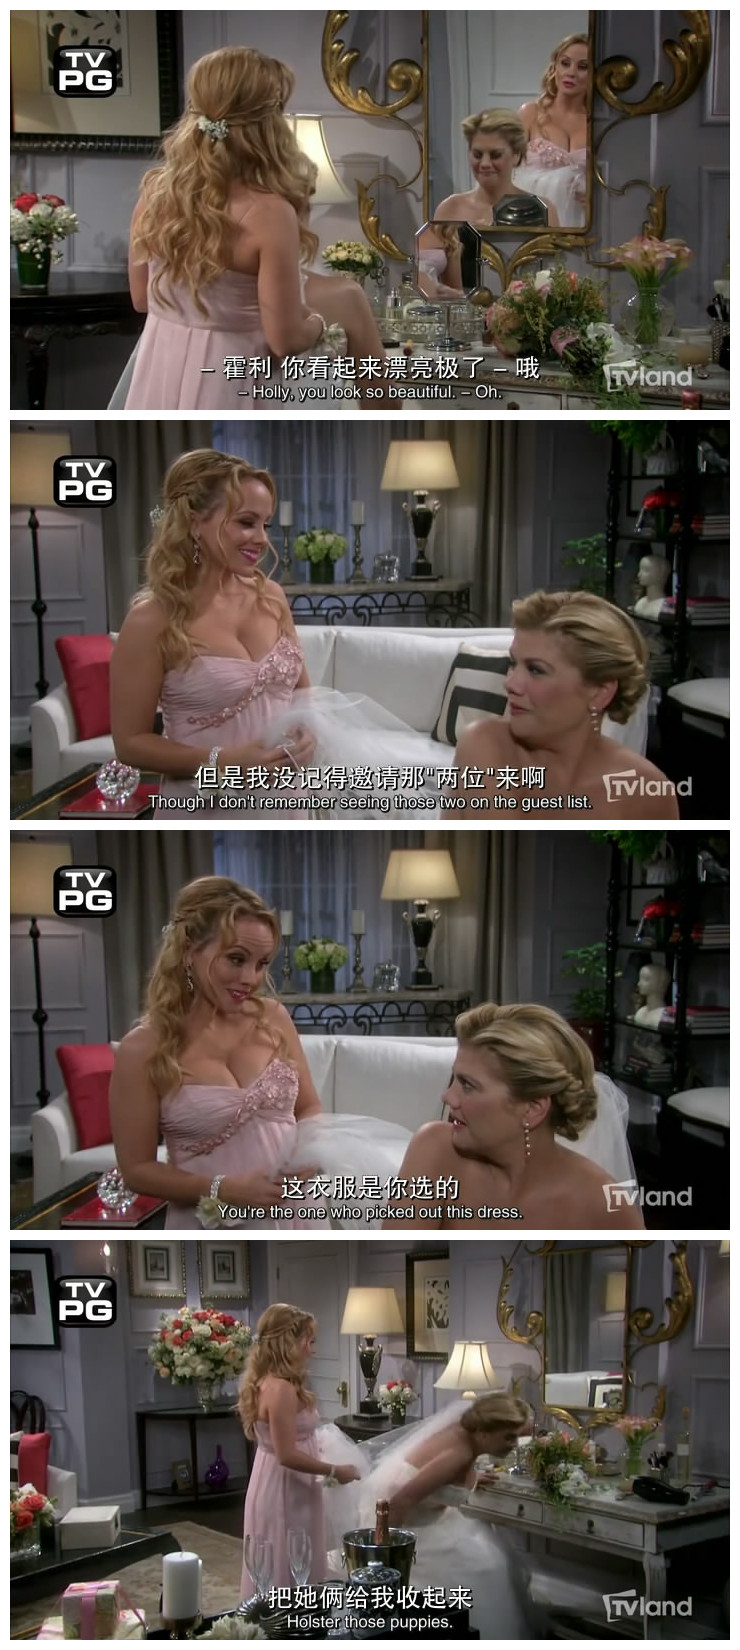 TV
PG
– 霍利 你看起来漂亮极了 – 哦
– Holly, you look so beautiful. – Oh.
tvland
TV
PG
但是我没记得邀请那"两位"来啊
Though I don't remember seeing those two on the guest list.
tvland
TV
PG
这衣服是你选的
You're the one who picked out this dress.
tvland
TV
PG
把她俩给我收起来
Holster those puppies.
tvland